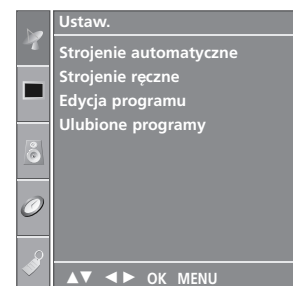 Ustaw.
Strojenie automatyczne
Strojenie ręczne
Edycja programu
Ulubione programy
▲▼ ◄► OK MENU